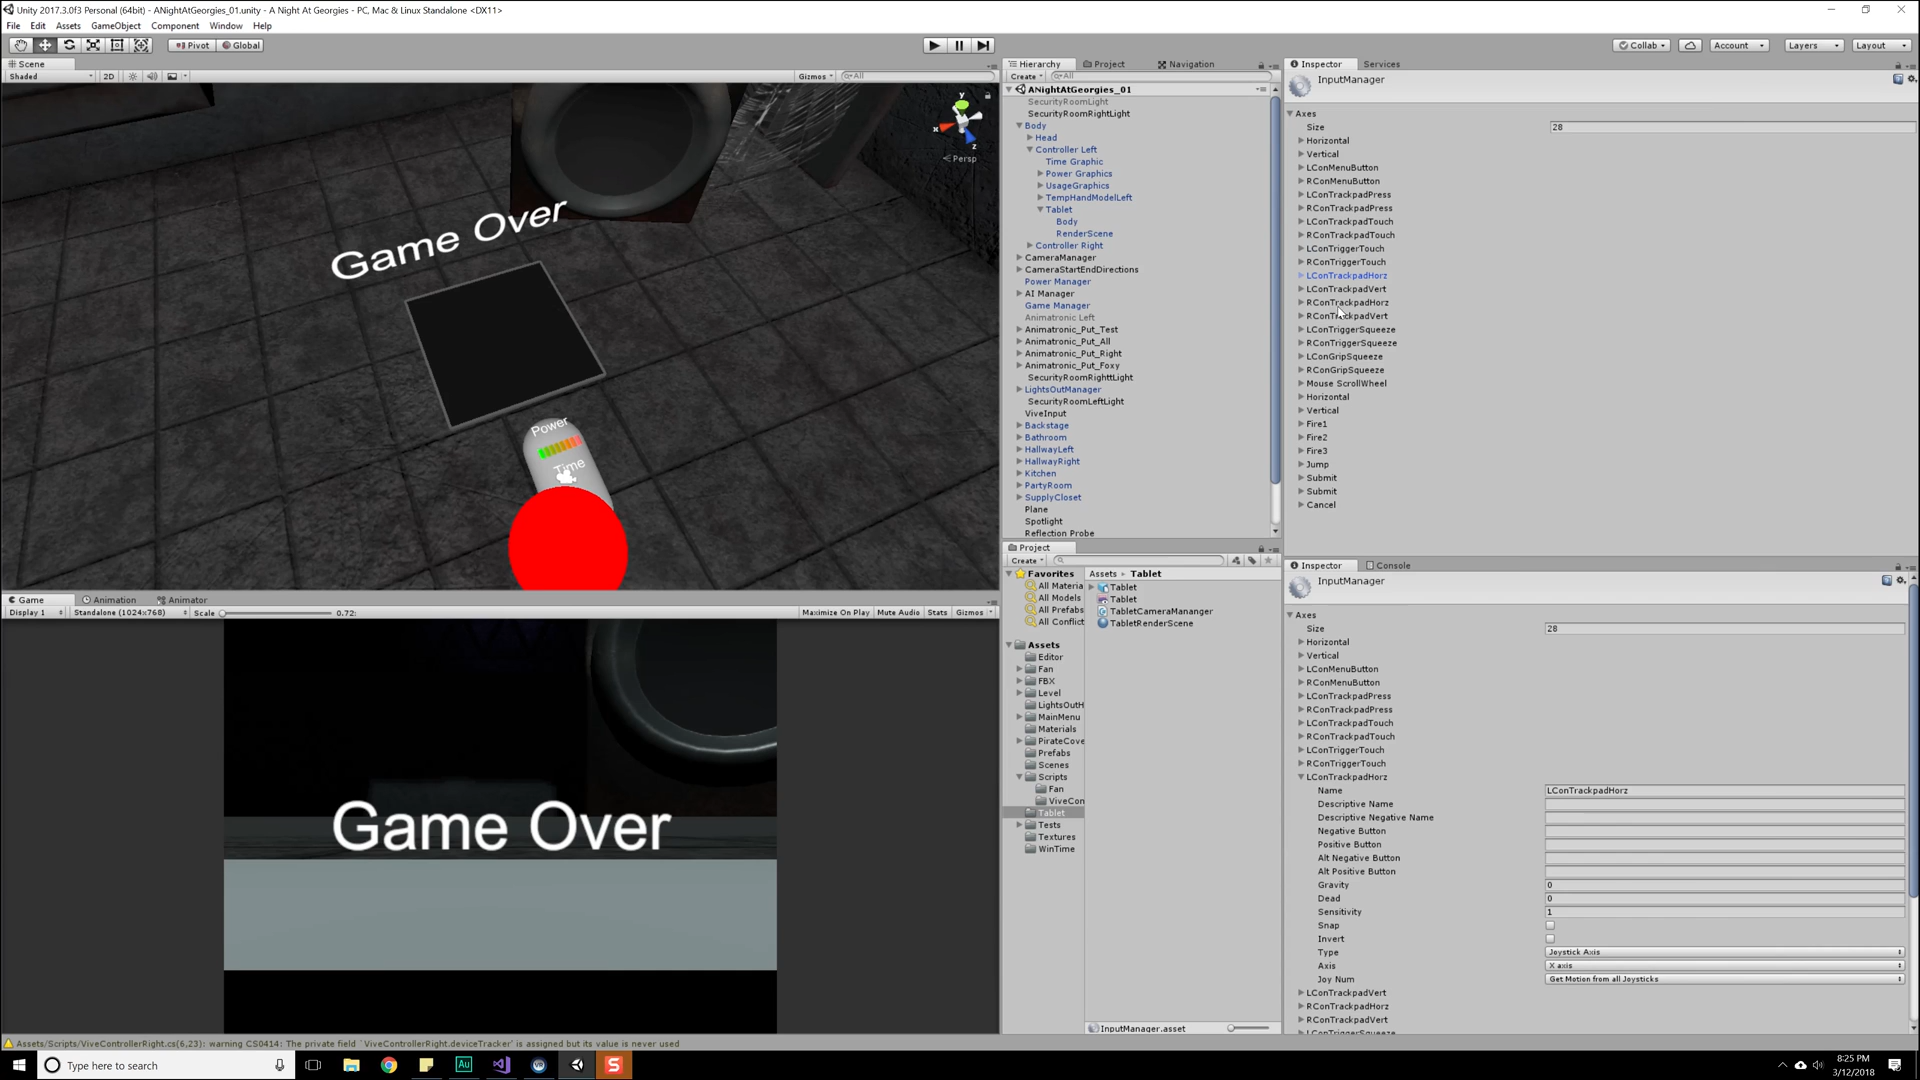 Unity 2017.3.0f3 Personal (64bit) - ANightAtGeorgies_01.unity - A Night At Georgies - PC, Mac & Linux Standalone <DX11>
File Edit Assets GameObject Component Window Help
Pivot Global
Collab Account Layers Layout
Scene
Shaded 2D Gizmos All
y
x
z
Persp
Game Over
Power
Time
Hierarchy Project Navigation
Create All
ANightAtGeorgies_01
SecurityRoomLight
SecurityRoomRightLight
Body
Head
Controller Left
Time Graphic
Power Graphics
UsageGraphics
TempHandModelLeft
Tablet
Body
RenderScene
Controller Right
CameraManager
CameraStartEndDirections
Power Manager
AI Manager
Game Manager
Animatronic Left
Animatronic_Put_Test
Animatronic_Put_All
Animatronic_Put_Right
Animatronic_Put_Foxy
SecurityRoomRighttLight
LightsOutManager
SecurityRoomLeftLight
ViveInput
Backstage
Bathroom
HallwayLeft
HallwayRight
Kitchen
PartyRoom
SupplyCloset
Plane
Spotlight
Reflection Probe
Inspector Services
InputManager
Axes
Size 28
Horizontal
Vertical
LConMenuButton
RConMenuButton
LConTrackpadPress
RConTrackpadPress
LConTrackpadTouch
RConTrackpadTouch
LConTriggerTouch
RConTriggerTouch
LConTrackpadHorz
LConTrackpadVert
RConTrackpadHorz
RConTrackpadVert
LConTriggerSqueeze
RConTriggerSqueeze
LConGripSqueeze
RConGripSqueeze
Mouse ScrollWheel
Horizontal
Vertical
Fire1
Fire2
Fire3
Jump
Submit
Submit
Cancel
Game Animation Animator
Display 1 Standalone (1024x768) Scale 0.72: Maximize On Play Mute Audio Stats Gizmos
Game Over
Project
Create
Favorites
All Materia
All Models
All Prefabs
All Conflict
Assets
Editor
Fan
FBX
Level
LightsOutH
MainMenu
Materials
PirateCove
Prefabs
Scenes
Scripts
Fan
ViveCon
Tablet
Tests
Textures
WinTime
Assets Tablet
Tablet
Tablet
TabletCameraMananger
TabletRenderScene
InputManager.asset
Inspector Console
InputManager
Axes
Size 28
Horizontal
Vertical
LConMenuButton
RConMenuButton
LConTrackpadPress
RConTrackpadPress
LConTrackpadTouch
RConTrackpadTouch
LConTriggerTouch
RConTriggerTouch
LConTrackpadHorz
Name LConTrackpadHorz
Descriptive Name
Descriptive Negative Name
Negative Button
Positive Button
Alt Negative Button
Alt Positive Button
Gravity 0
Dead 0
Sensitivity 1
Snap
Invert
Type Joystick Axis
Axis X axis
Joy Num Get Motion from all Joysticks
LConTrackpadVert
RConTrackpadHorz
RConTrackpadVert
LConTriggerSqueeze
Assets/Scripts/ViveControllerRight.cs(6,23): warning CS0414: The private field `ViveControllerRight.deviceTracker' is assigned but its value is never used
Type here to search
8:25 PM
3/12/2018